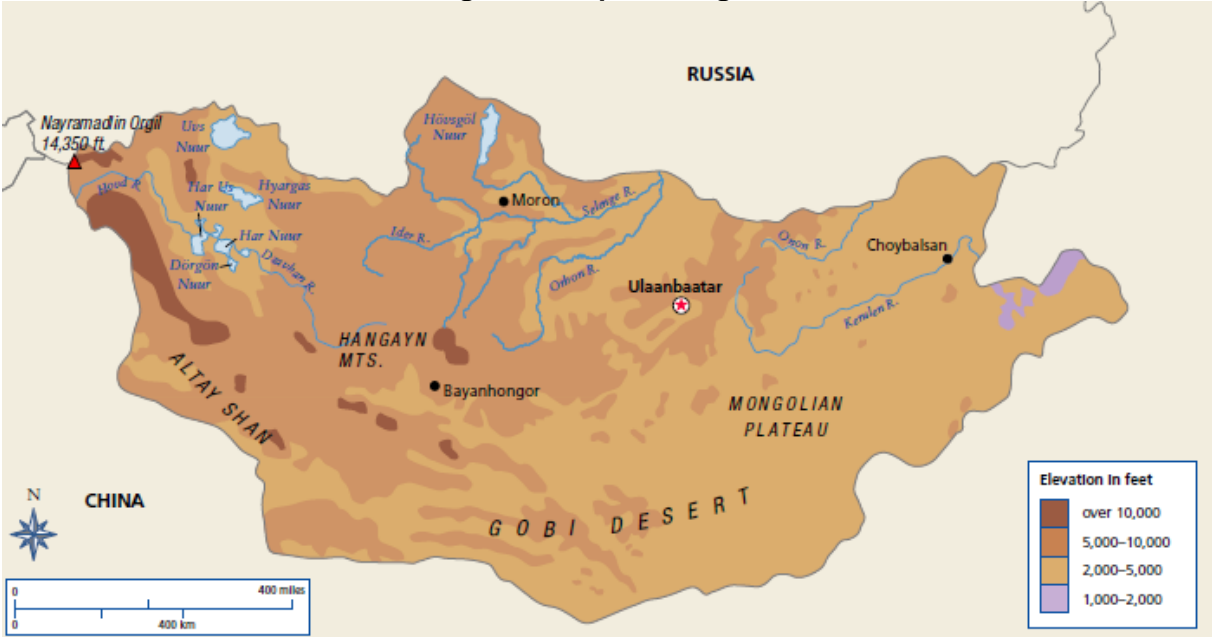 RUSSIA
Nayramadlin Orgil
14,350 ft.
Uvs
Nuur
Hövsgöl
Nuur
Hovd R.
Har Us
Nuur
Hyargas
Nuur
Moron
Selenge R.
Har Nuur
Ider R.
Onon R.
Choybalsan
Dörgön
Nuur
Dzavhan R.
Orhon R.
Ulaanbaatar
Kerulen R.
HANGAYN
MTS.
ALTAY SHAN
Bayanhongor
MONGOLIAN
PLATEAU
GOBI DESERT
N
CHINA
Elevation in feet
over 10,000
5,000–10,000
2,000–5,000
1,000–2,000
0 400 miles
0 400 km